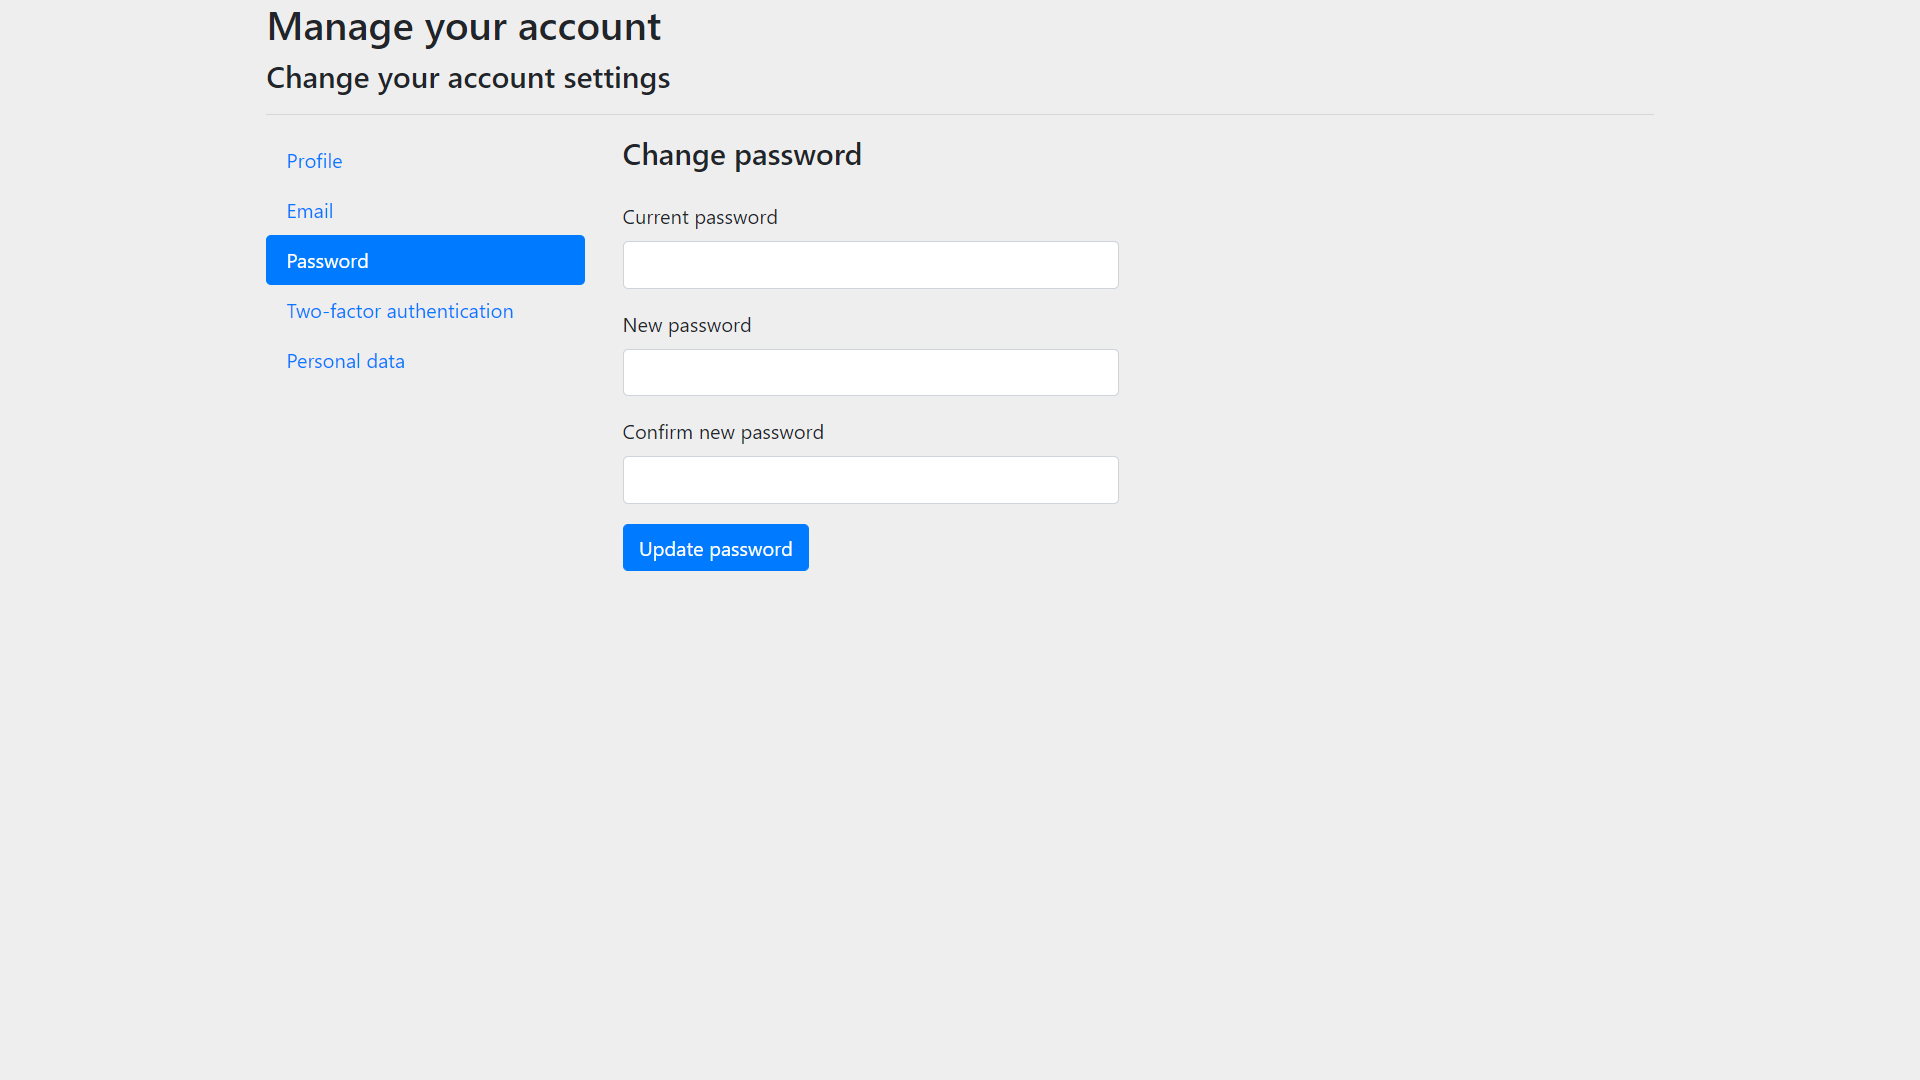 Manage your account
Change your account settings
Profile
Email
Password
Two-factor authentication
Personal data
Change password
Current password
New password
Confirm new password
Update password